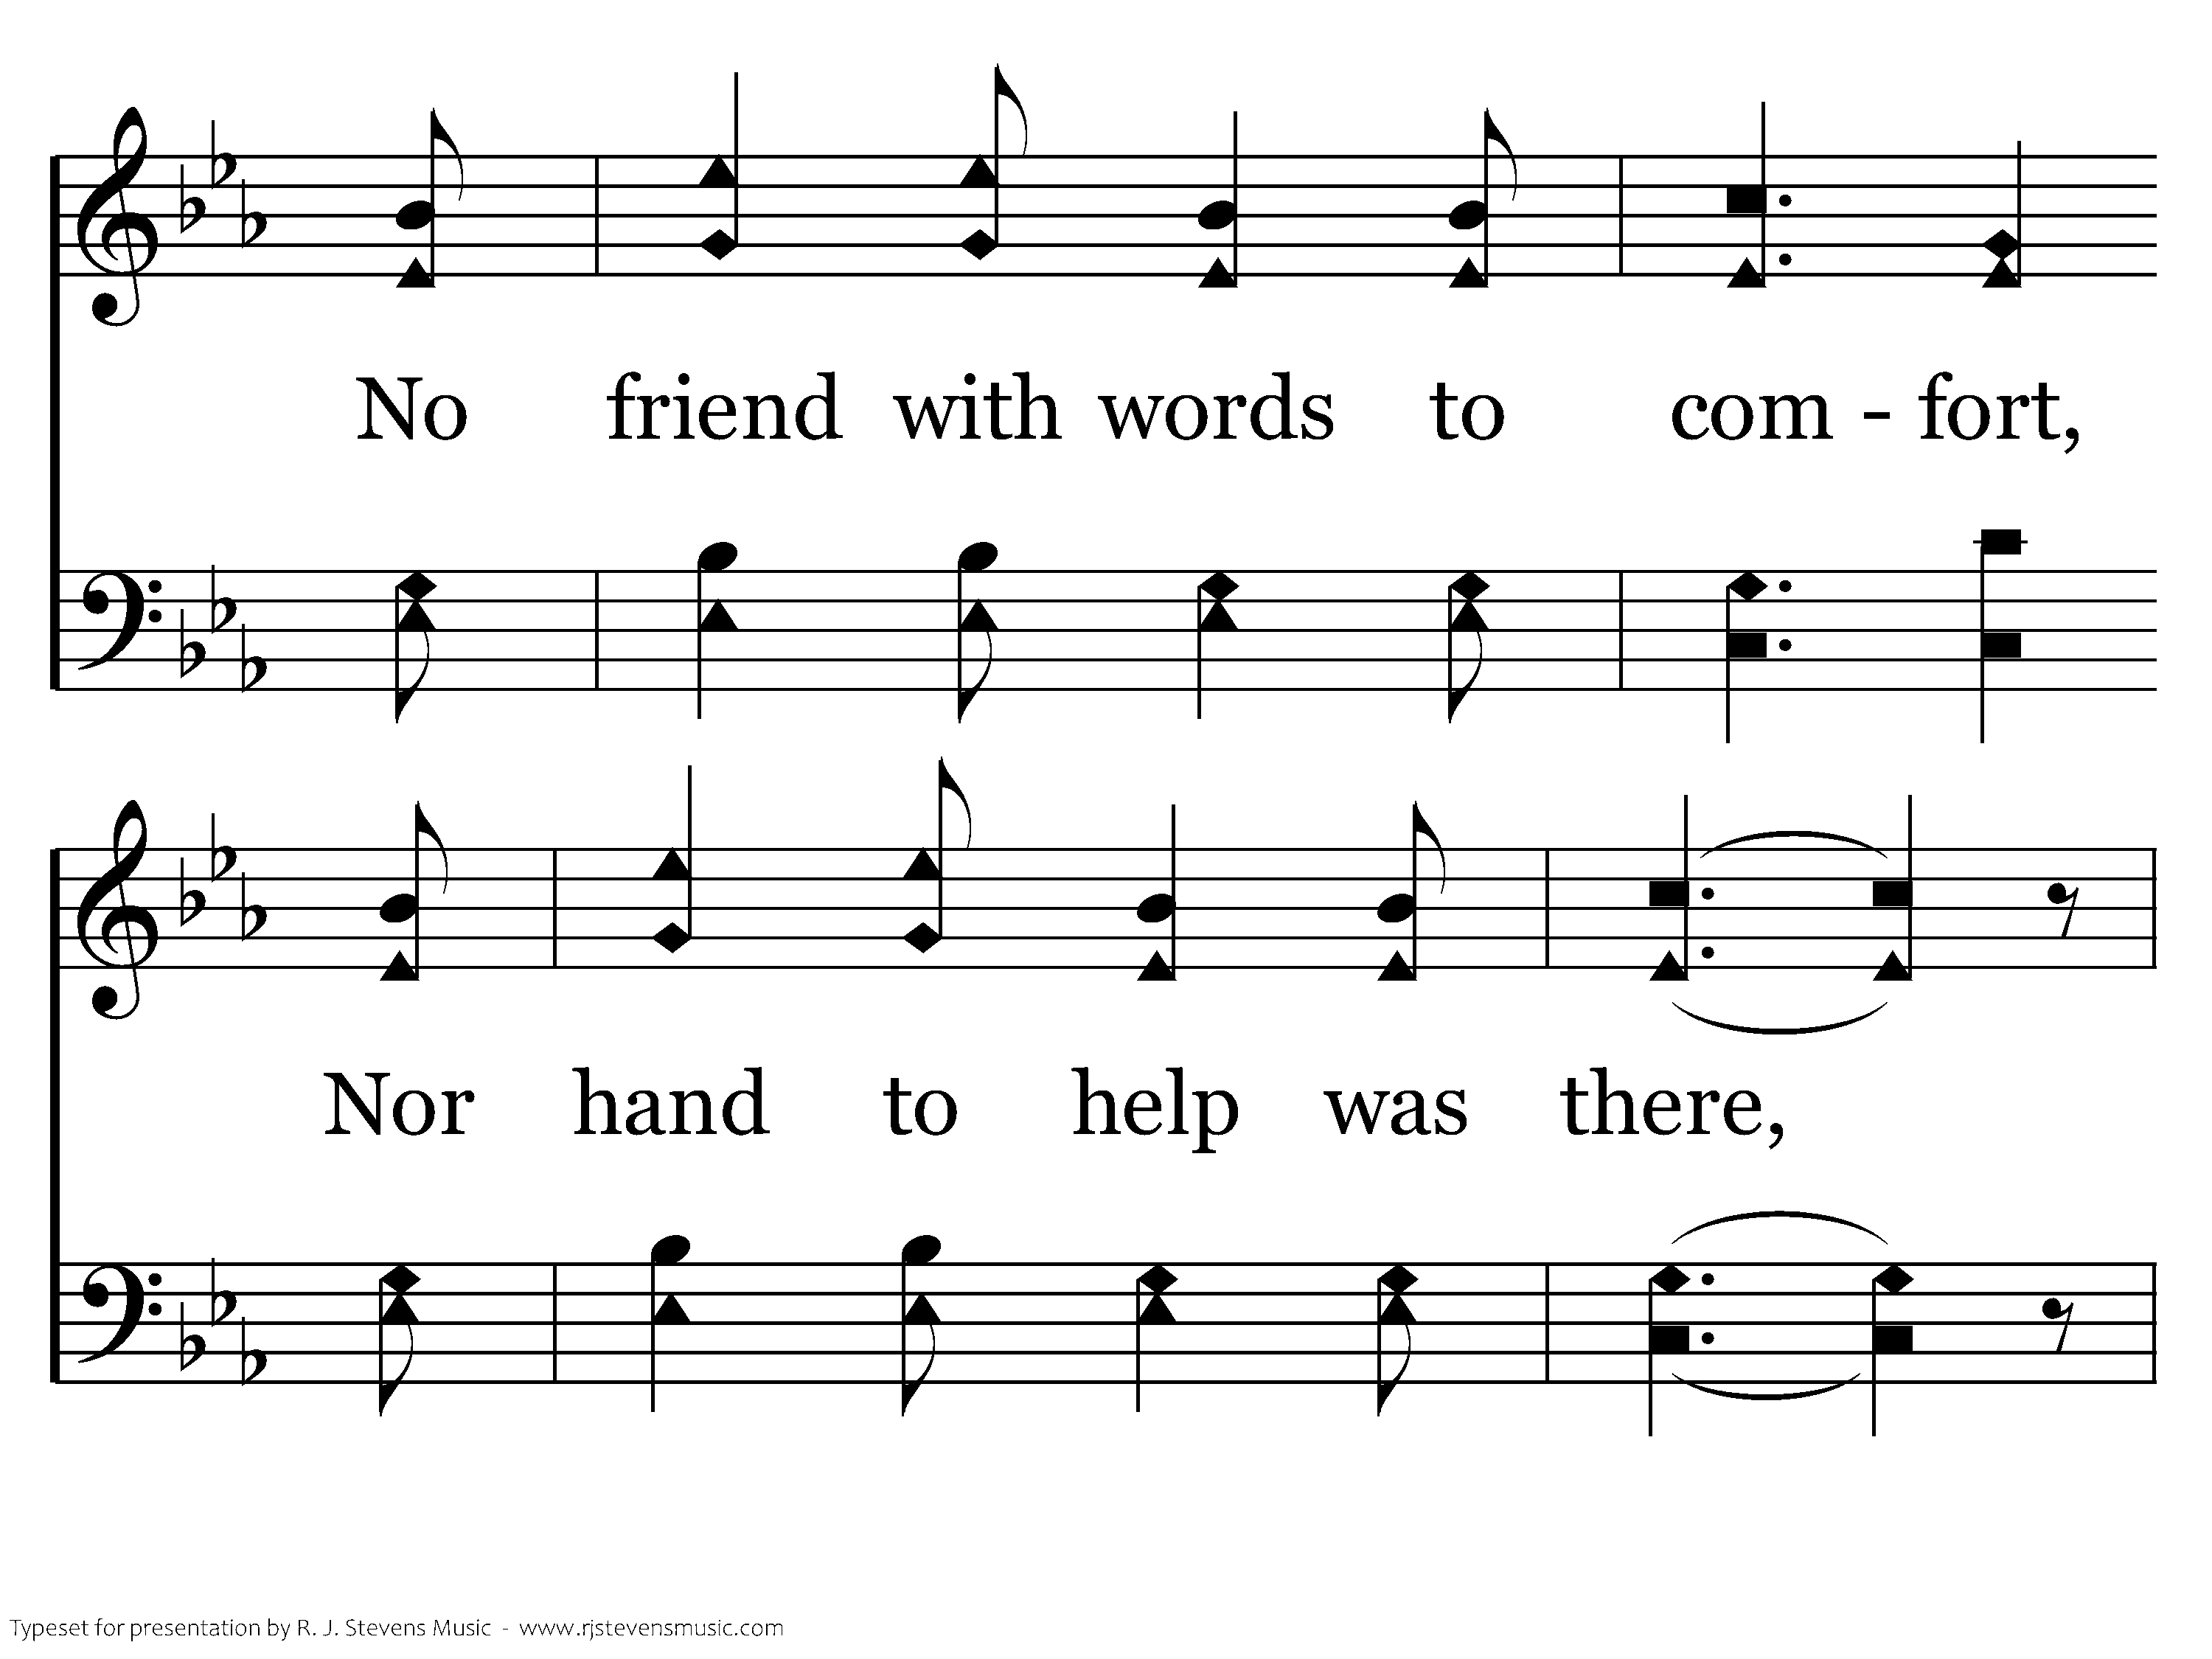 No friend with words to com - fort,
Nor hand to help was there,
Typeset for presentation by R. J. Stevens Music - www.rjstevensmusic.com